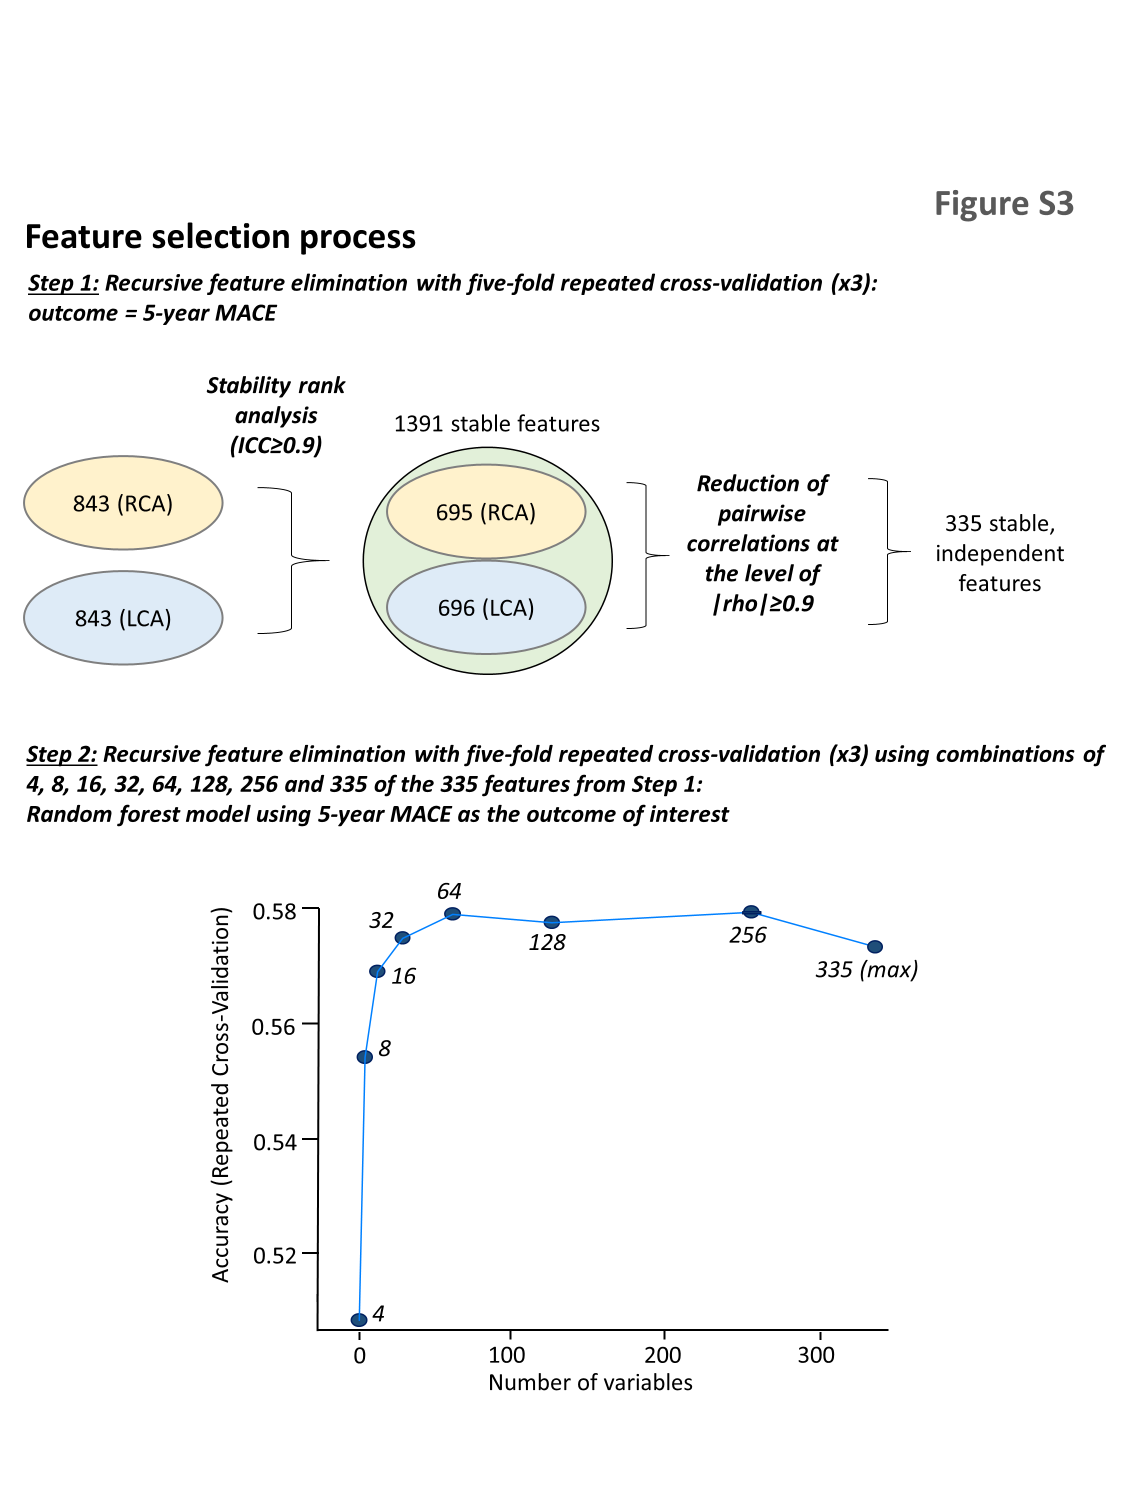 Figure S3
Feature selection process
Step 1: Recursive feature elimination with five-fold repeated cross-validation (x3):
outcome = 5-year MACE
Stability rank
analysis
(ICC≥0.9)
843 (RCA)
843 (LCA)
1391 stable features
695 (RCA)
696 (LCA)
Reduction of
pairwise
correlations at
the level of
|rho|≥0.9
335 stable,
independent
features
Step 2: Recursive feature elimination with five-fold repeated cross-validation (x3) using combinations of
4, 8, 16, 32, 64, 128, 256 and 335 of the 335 features from Step 1:
Random forest model using 5-year MACE as the outcome of interest
Accuracy (Repeated Cross-Validation)
0.58
0.56
0.54
0.52
4
8
16
32
64
128
256
335 (max)
0
100
200
300
Number of variables